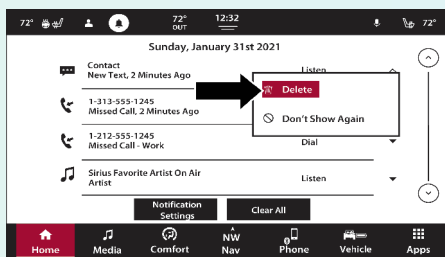 72° 72° OUT 12:32 72°
Sunday, January 31st 2021
Contact
New Text, 2 Minutes Ago
Listen
Delete
Don't Show Again
1-313-555-1245
Missed Call, 2 Minutes Ago
1-212-555-1245
Missed Call - Work
Dial
Sirius Favorite Artist On Air
Artist
Listen
Notification Settings
Clear All
Home Media Comfort NW Nav Phone Vehicle Apps